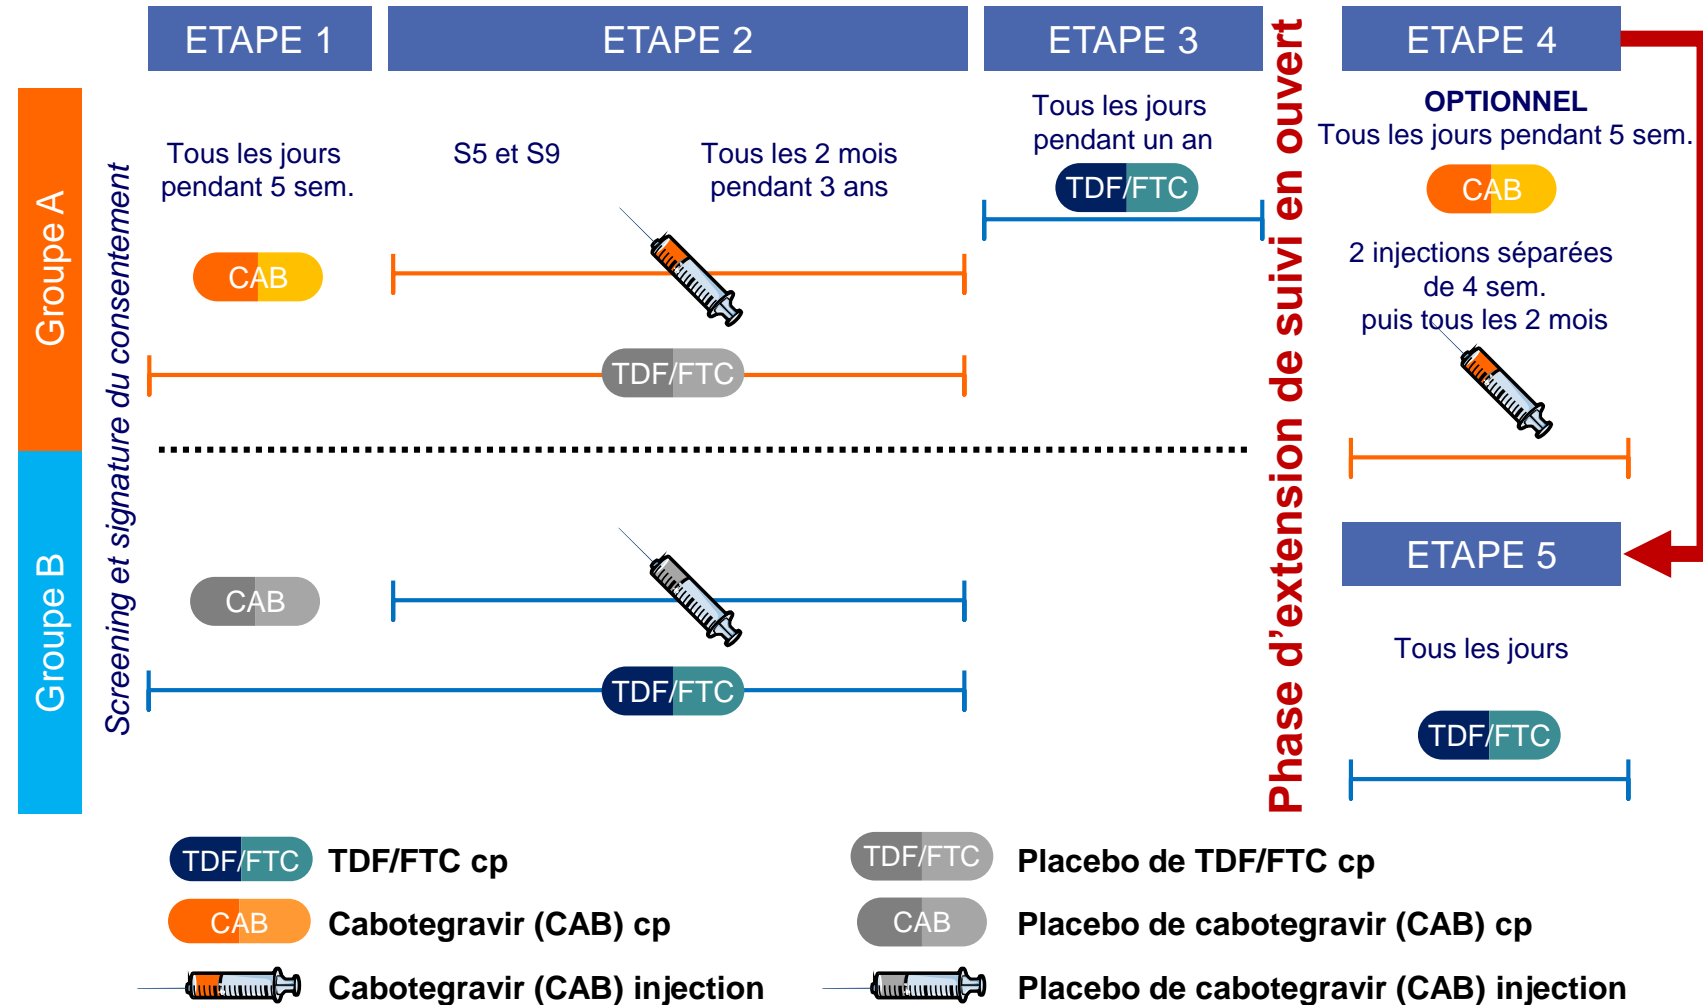 ETAPE 1
ETAPE 2
ETAPE 3
ETAPE 4
Groupe A
Groupe B
Screening et signature du consentement
Tous les jours
pendant 5 sem.
CAB
S5 et S9
Tous les 2 mois
pendant 3 ans
TDF/FTC
Tous les jours
pendant un an
TDF/FTC
CAB
TDF/FTC
Phase d'extension de suivi en ouvert
OPTIONNEL
Tous les jours pendant 5 sem.
CAB
2 injections séparées
de 4 sem.
puis tous les 2 mois
ETAPE 5
Tous les jours
TDF/FTC
TDF/FTC TDF/FTC cp
CAB Cabotegravir (CAB) cp
Cabotegravir (CAB) injection
TDF/FTC Placebo de TDF/FTC cp
CAB Placebo de cabotegravir (CAB) cp
Placebo de cabotegravir (CAB) injection